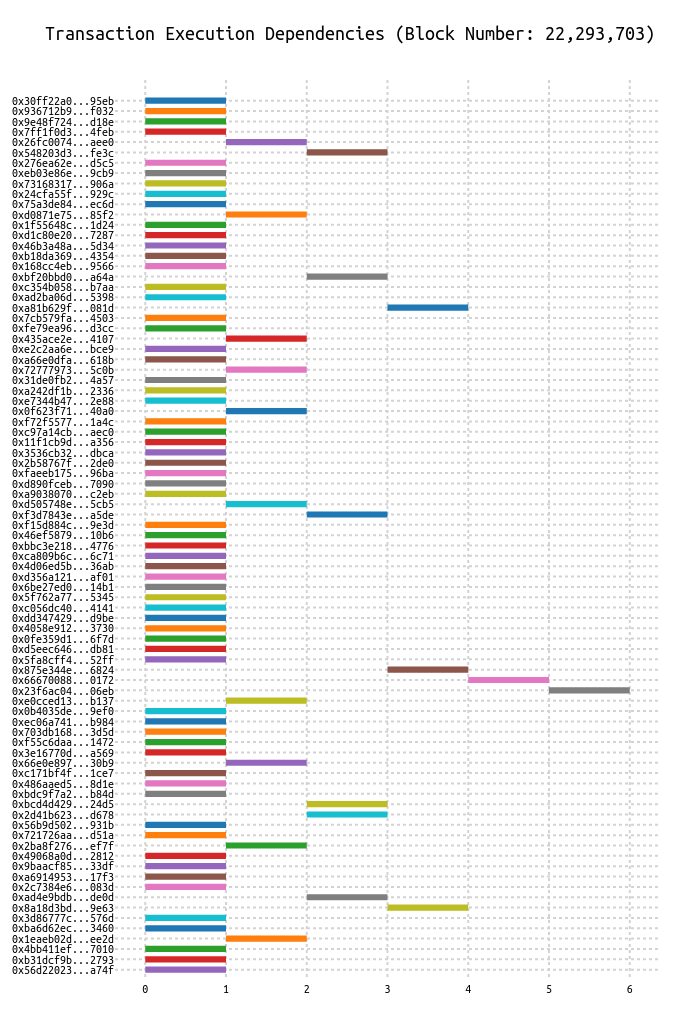 Transaction Execution Dependencies (Block Number: 22,293,703)
0x30ff22a0...95eb
0x936712b9...f032
0x9e48f724...d18e
0x7ff1f0d3...4feb
0x26fc0074...aee0
0x548203d3...fe3c
0x276ea62e...d5c5
0xeb03e86e...9cb9
0x73168317...906a
0x24cfa55f...929c
0x75a3de84...ec6d
0xd0871e75...85f2
0x1f55648c...1d24
0xd1c80e20...7287
0x46b3a48a...5d34
0xb18da369...4354
0x168cc4eb...9566
0xbf20bbd0...a64a
0xc354b058...b7aa
0xad2ba06d...5398
0xa81b629f...081d
0x7cb579fa...4503
0xfe79ea96...d3cc
0x435ace2e...4107
0xe2c2aa6e...bce9
0xa66e0dfa...618b
0x72777973...5c0b
0x31de0fb2...4a57
0xa242df1b...2336
0xe7344b47...2e88
0x0f623f71...40a0
0xf72f5577...1a4c
0xc97a14cb...aec0
0x11f1cb9d...a356
0x3536cb32...dbca
0x2b58767f...2de0
0xfaeeb175...96ba
0xd890fceb...7090
0xa9038070...c2eb
0xd505748e...5cb5
0xf3d7843e...a5de
0xf15d884c...9e3d
0x46ef5879...10b6
0xbbc3e218...4776
0xca809b6c...6c71
0x4d06ed5b...36ab
0xd356a121...af01
0x6be27ed0...14b1
0x5f762a77...5345
0xc056dc40...4141
0xdd347429...d9be
0x4058e912...3730
0x0fe359d1...6f7d
0xd5eec646...db81
0x5fa8cff4...52ff
0x875e344e...6824
0x66670088...0172
0x23f6ac04...06eb
0xe0cced13...b137
0x0b4035de...9ef0
0xec06a741...b984
0x703db168...3d5d
0xf55c6daa...1472
0x3e16770d...a569
0x66e0e897...30b9
0xc171bf4f...1ce7
0x486aaed5...8d1e
0xbdc9f7a2...b84d
0xbcd4d429...24d5
0x2d41b623...d678
0x56b9d502...931b
0x721726aa...d51a
0x2ba8f276...ef7f
0x49068a0d...2812
0x9baacf85...33df
0xa6914953...17f3
0x2c7384e6...083d
0xad4e9bdb...de0d
0x8a18d3bd...9e63
0x3d86777c...576d
0xba6d62ec...3460
0x1eaeb02d...ee2d
0x4bb411ef...7010
0xb31dcf9b...2793
0x56d22023...a74f
0 1 2 3 4 5 6